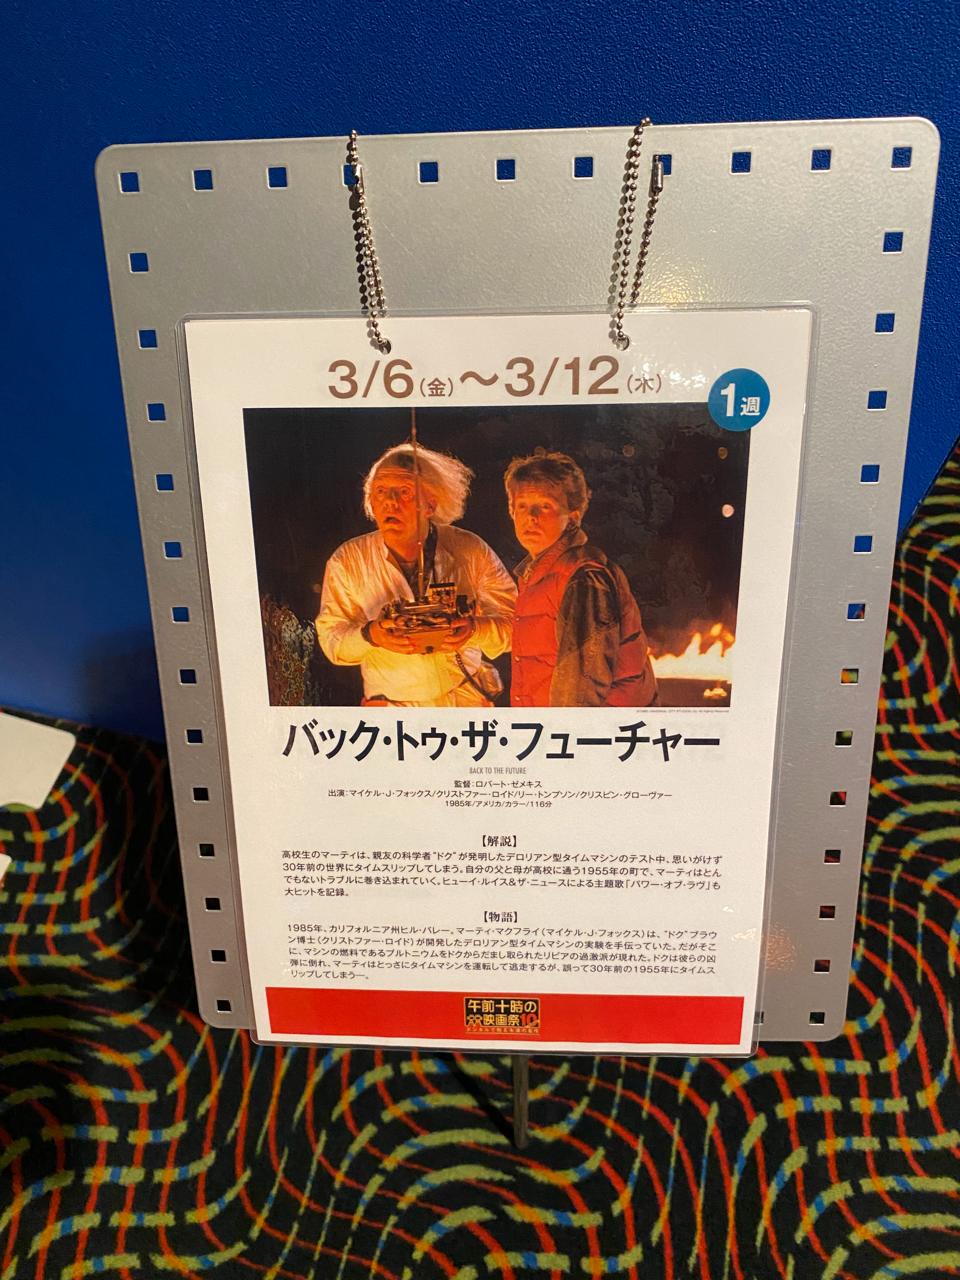 3/6(金)〜3/12(木)
1週
バック・トゥ・ザ・フューチャー
BACK TO THE FUTURE
監督:ロバート・ゼメキス
出演:マイケル・J・フォックス/クリストファー・ロイド/リー・トンプソン/クリスピン・グローヴァー
1985年/アメリカ/カラー/116分
【解説】
高校生のマーティは、親友の科学者“ドク”が発明したデロリアン型タイムマシンのテスト中、思いがけず
30年前の世界にタイムスリップしてしまう。自分の父と母が高校に通う1955年の町で、マーティはとん
でもないトラブルに巻き込まれていく。ヒューイ・ルイス&ザ・ニュースによる主題歌「パワー・オブ・ラヴ」も
大ヒットを記録。
【物語】
1985年、カリフォルニア州ヒル・バレー。マーティ・マクフライ(マイケル・J・フォックス)は、“ドク”ブラウ
ン博士(クリストファー・ロイド)が開発したデロリアン型タイムマシンの実験を手伝っていた。だがそこ
に、マシンの燃料であるプルトニウムをドクからだまし取られたリビアの過激派が現れた。ドクは彼らの凶
弾に倒れ、マーティはとっさにタイムマシンを運転して逃走するが、誤って30年前の1955年にタイムス
リップしてしまう―。
午前十時の
映画祭10